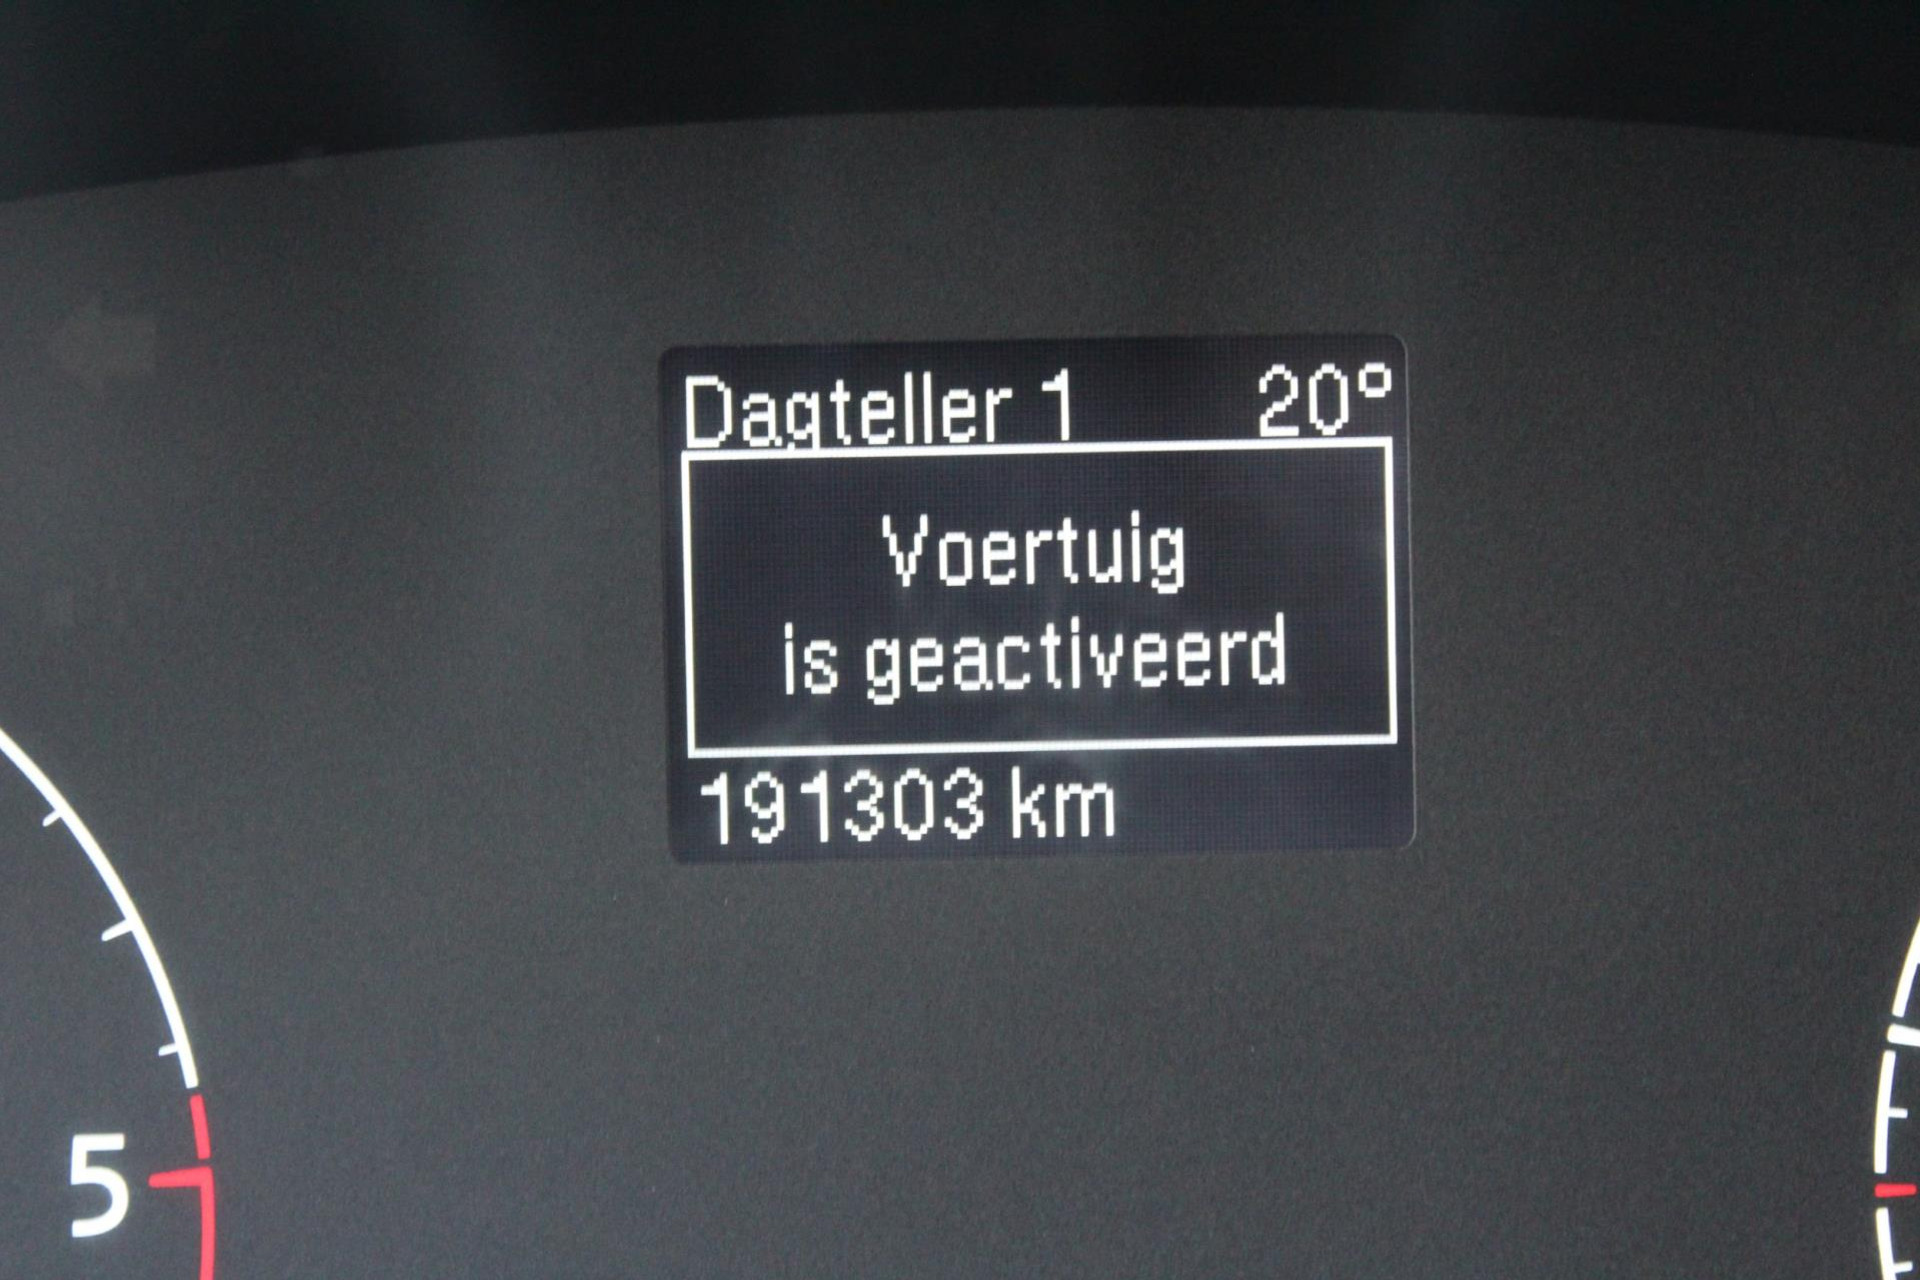 Dagteller 1 20°
Voertuig
is geactiveerd
191303 km
5